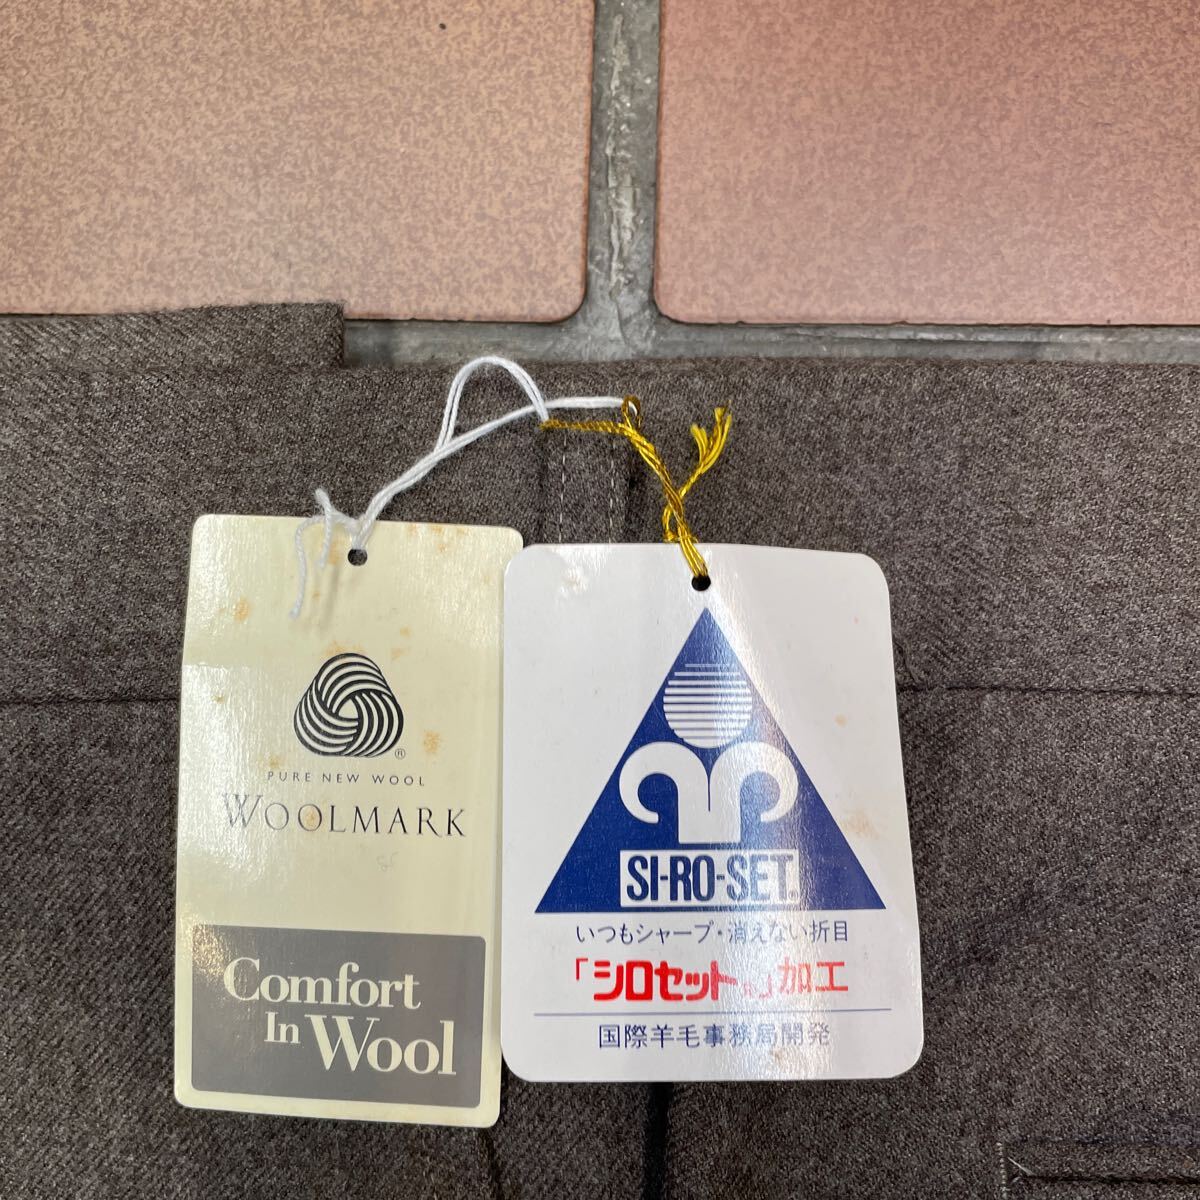 ®
PURE NEW WOOL
WOOLMARK
Comfort
In Wool
SI-RO-SET®
いつもシャープ・消えない折目
「シロセット®」加工
国際羊毛事務局開発